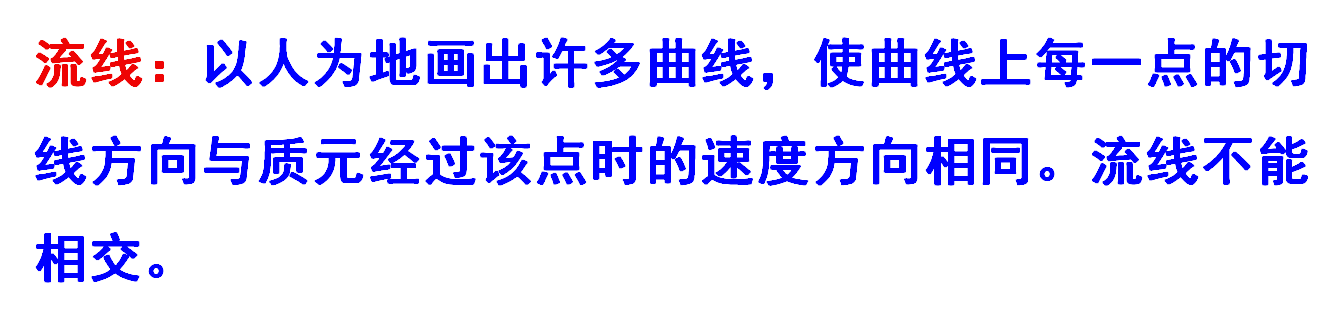 流线：以人为地画出许多曲线，使曲线上每一点的切
线方向与质元经过该点时的速度方向相同。流线不能
相交。